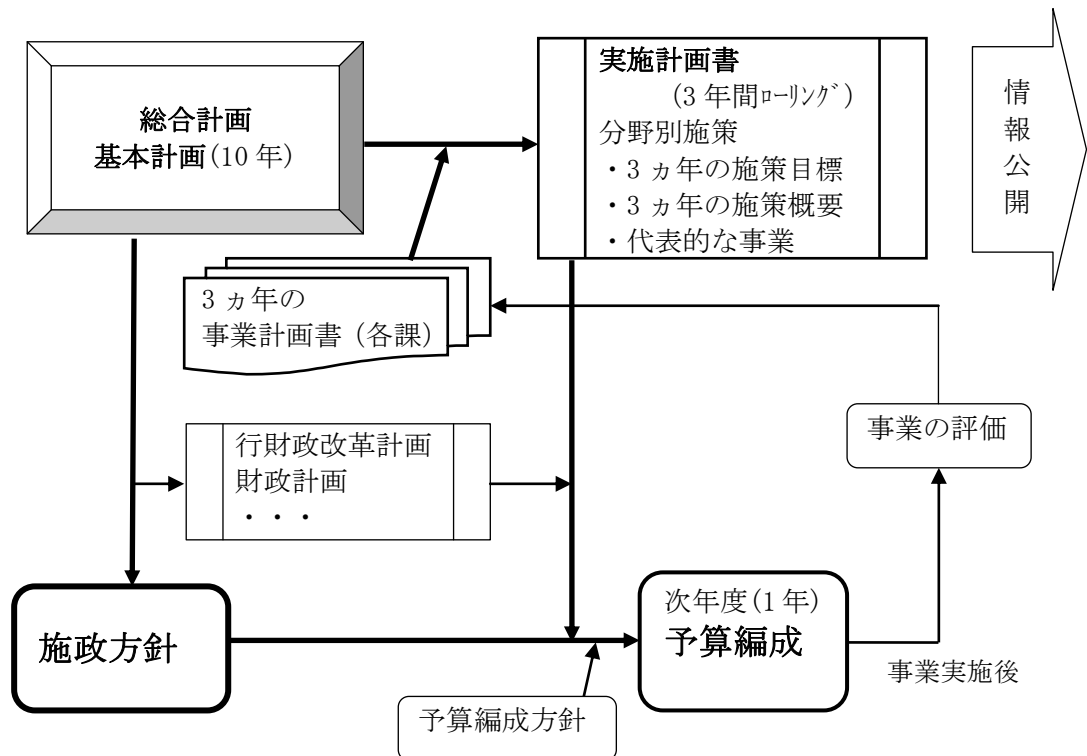 総合計画
基本計画(10 年)
実施計画書
(3 年間ﾛｰﾘﾝｸﾞ)
分野別施策
・3 ヵ年の施策目標
・3 ヵ年の施策概要
・代表的な事業
情報公開
3 ヵ年の
事業計画書 (各課)
事業の評価
行財政改革計画
財政計画
・・・
施政方針
次年度(1 年)
予算編成
事業実施後
予算編成方針